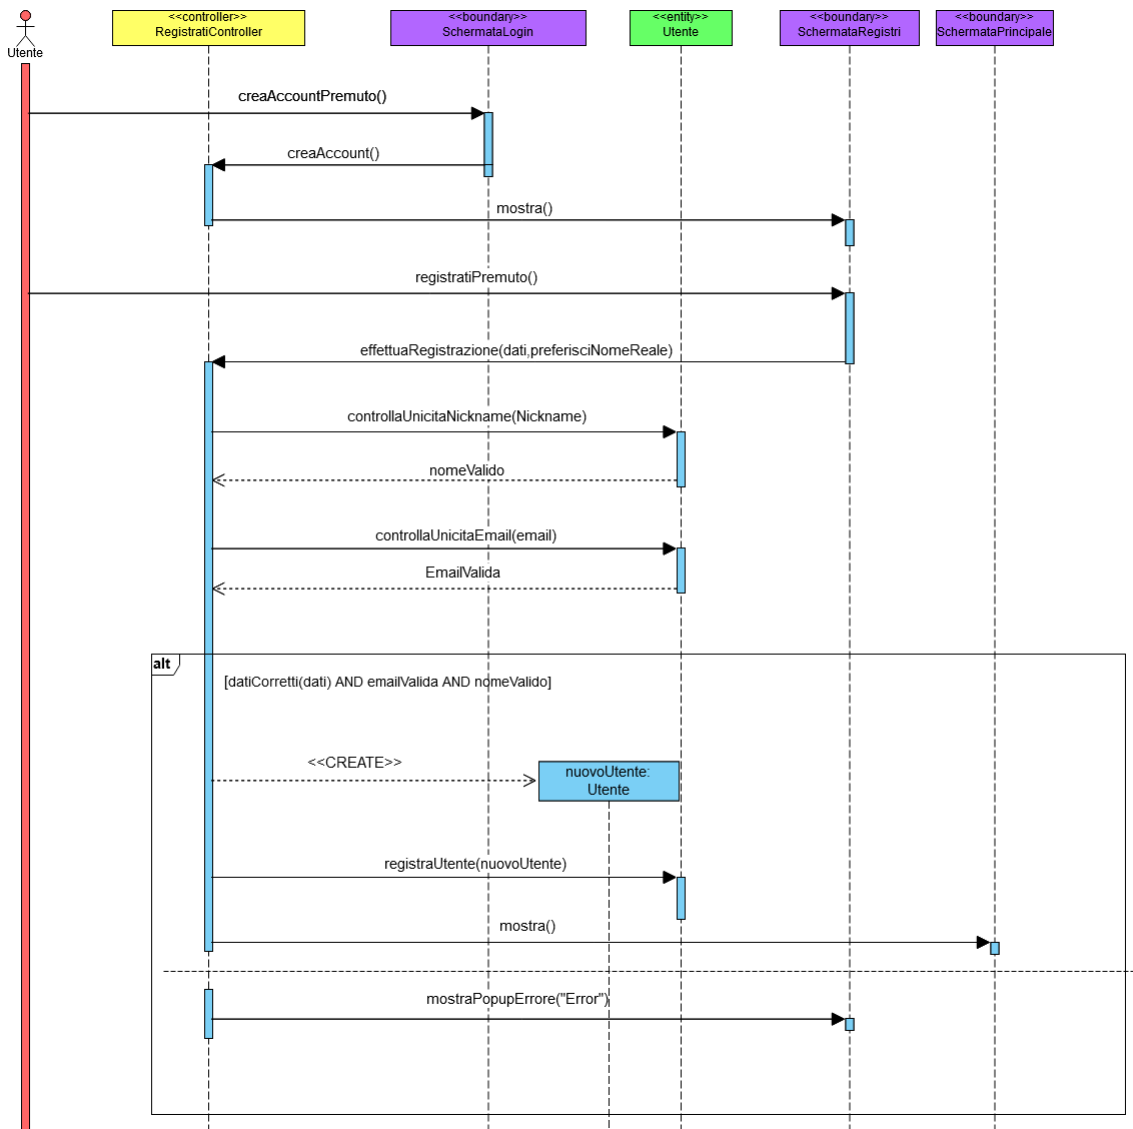 Utente
<<controller>>
RegistratiController
<<boundary>>
SchermataLogin
<<entity>>
Utente
<<boundary>>
SchermataRegistri
<<boundary>>
SchermataPrincipale
creaAccountPremuto()
creaAccount()
mostra()
registratiPremuto()
effettuaRegistrazione(dati,preferisciNomeReale)
controllaUnicitaNickname(Nickname)
nomeValido
controllaUnicitaEmail(email)
EmailValida
alt
[datiCorretti(dati) AND emailValida AND nomeValido]
<<CREATE>>
nuovoUtente:
Utente
registraUtente(nuovoUtente)
mostra()
mostraPopupErrore("Error")